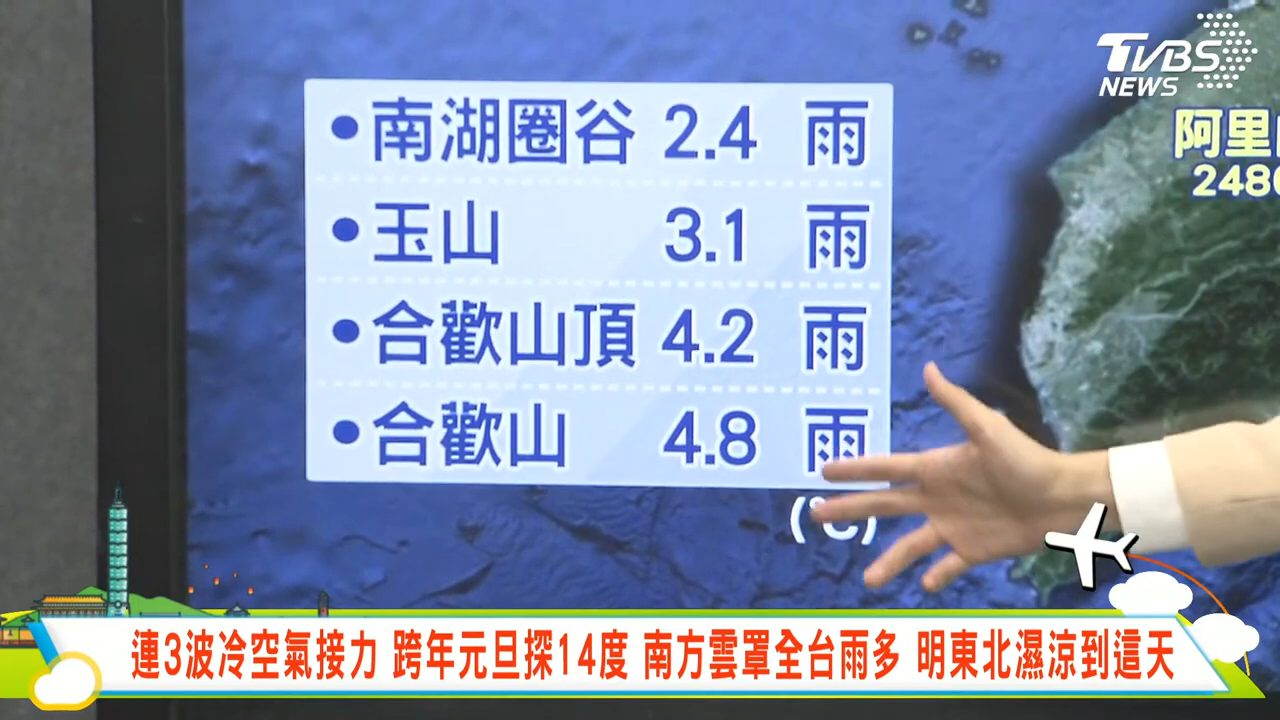 TVBS
NEWS
•南湖圈谷 2.4 雨
•玉山 3.1 雨
•合歡山頂 4.2 雨
•合歡山 4.8 雨
(℃)
阿里
248
連3波冷空氣接力 跨年元旦探14度 南方雲罩全台雨多 明東北濕涼到這天